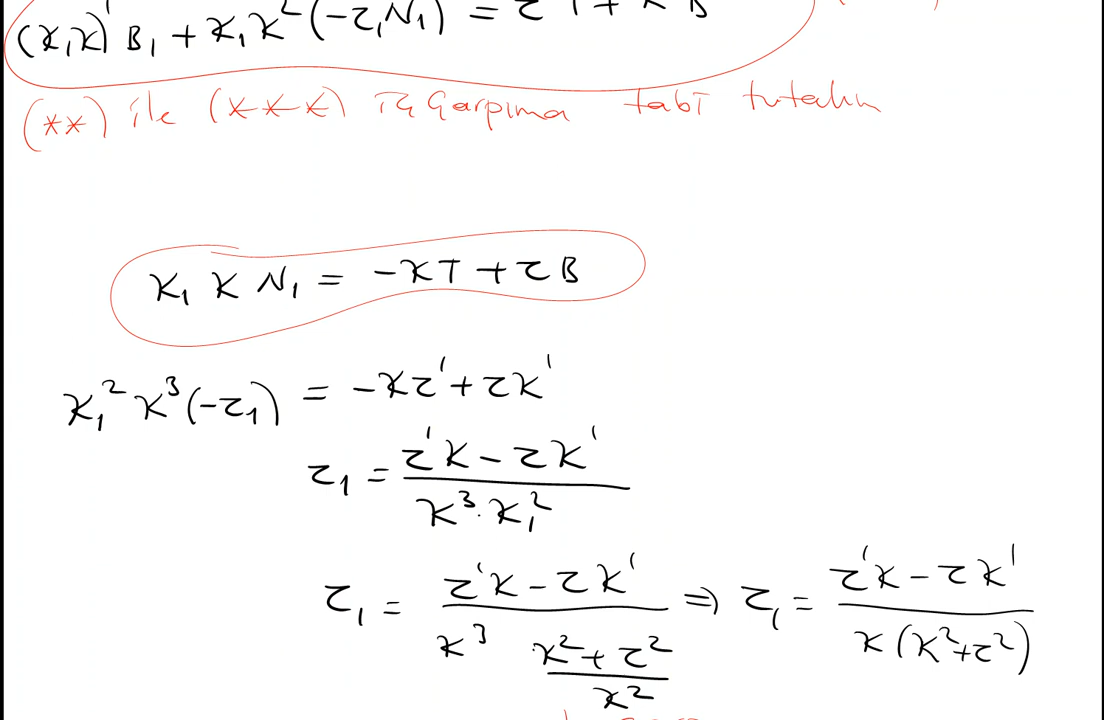 (κ₁κ)' B₁ + κ₁κ²(-τ₁N₁) = τ'T + κ'B
(**) ile (***) iç çarpıma tabi tutalım
κ₁ κ N₁ = -κT + τB
κ₁² κ³(-τ₁) = -κτ' + τκ'
τ₁ = (τ'κ - τκ') / (κ³.κ₁²)
τ₁ = (τ'κ - τκ') / (κ³ (κ² + τ²)/κ²) ⇒ τ₁ = (τ'κ - τκ') / (κ(κ²+τ²))